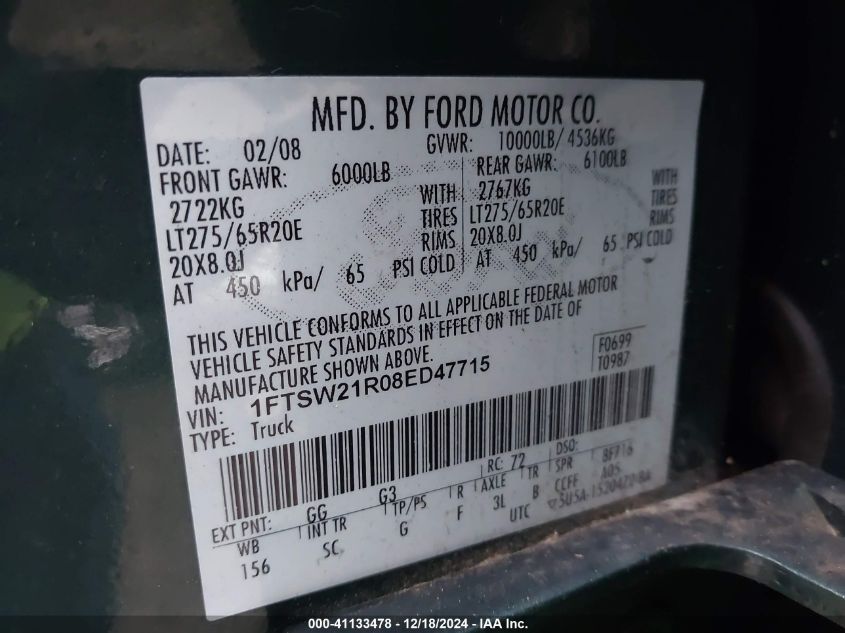 MFD. BY FORD MOTOR CO.
DATE: 02/08 GVWR: 10000LB/ 4536KG
FRONT GAWR: 6000LB REAR GAWR: 6100LB
2722KG WITH 2767KG WITH
LT275/65R20E TIRES LT275/65R20E TIRES
20X8.0J RIMS 20X8.0J RIMS
AT 450 kPa/ 65 PSI COLD AT 450 kPa/ 65 PSI COLD
THIS VEHICLE CONFORMS TO ALL APPLICABLE FEDERAL MOTOR
VEHICLE SAFETY STANDARDS IN EFFECT ON THE DATE OF
MANUFACTURE SHOWN ABOVE.
F0699
T0987
VIN: 1FTSW21R08ED47715
TYPE: Truck
EXT PNT: GG G3 RC: 72 DSO:
WB INT TR TP/PS R AXLE TR SPR 8F716
156 SC G F 3L B CCFF A05
UTC
000-41133478 - 12/18/2024 - IAA Inc.